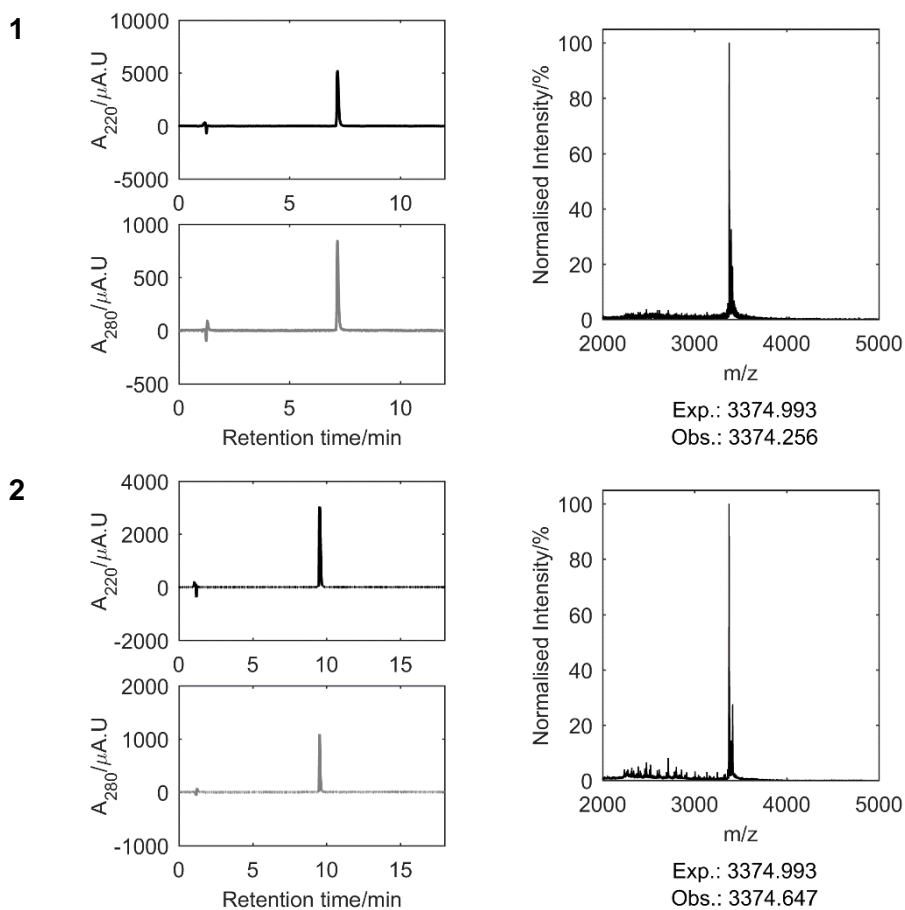 1
10000
5000
0
-5000
A220/μA.U
0 5 10
1000
500
0
-500
A280/μA.U
0 5 10
Retention time/min
100
80
60
40
20
0
Normalised Intensity/%
2000 3000 4000 5000
m/z
Exp.: 3374.993
Obs.: 3374.256
2
4000
2000
0
-2000
A220/μA.U
0 5 10 15
2000
1000
0
-1000
A280/μA.U
0 5 10 15
Retention time/min
100
80
60
40
20
0
Normalised Intensity/%
2000 3000 4000 5000
m/z
Exp.: 3374.993
Obs.: 3374.647